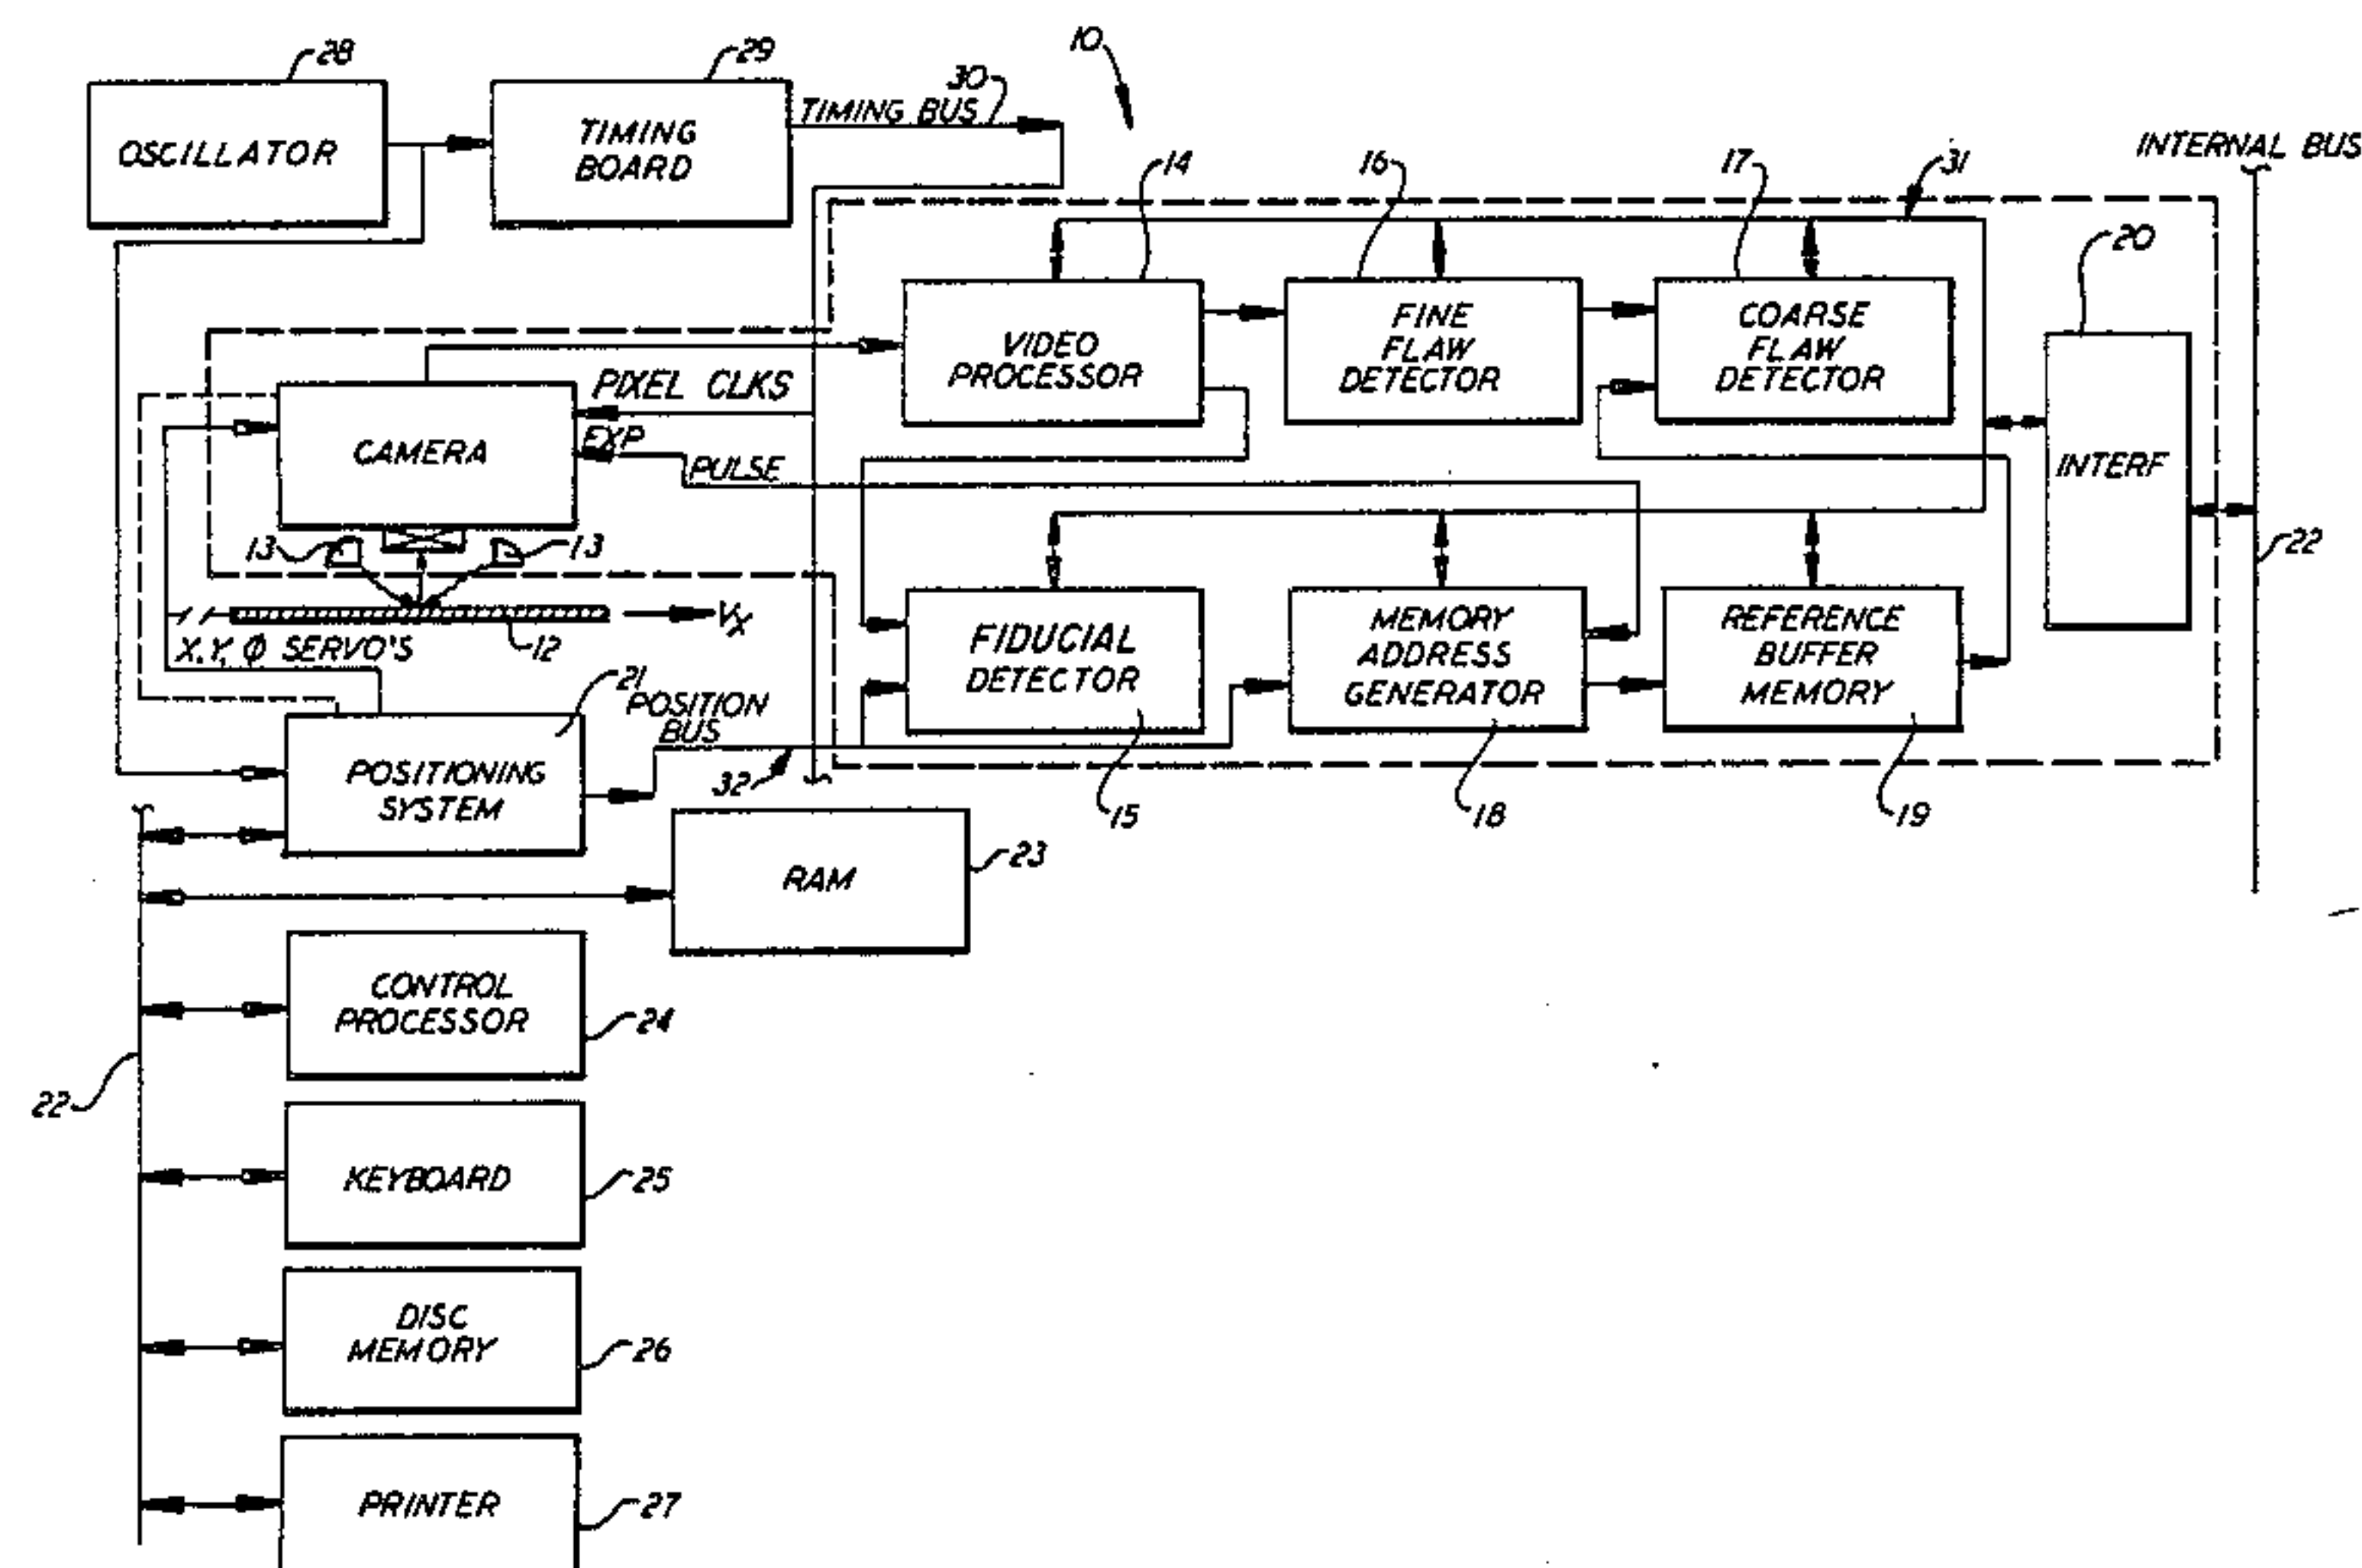 28
29
10
30
TIMING BUS
OSCILLATOR
TIMING
BOARD
INTERNAL BUS
14
16
17
31
20
VIDEO
PROCESSOR
FINE
FLAW
DETECTOR
COARSE
FLAW
DETECTOR
PIXEL CLKS
CAMERA
EXP
PULSE
INTERF
13
13
22
VX
12
X, Y, Ø SERVO'S
FIDUCIAL
DETECTOR
MEMORY
ADDRESS
GENERATOR
REFERENCE
BUFFER
MEMORY
21
POSITION
BUS
POSITIONING
SYSTEM
32
15
18
19
RAM
23
CONTROL
PROCESSOR
24
22
KEYBOARD
25
DISC
MEMORY
26
PRINTER
27